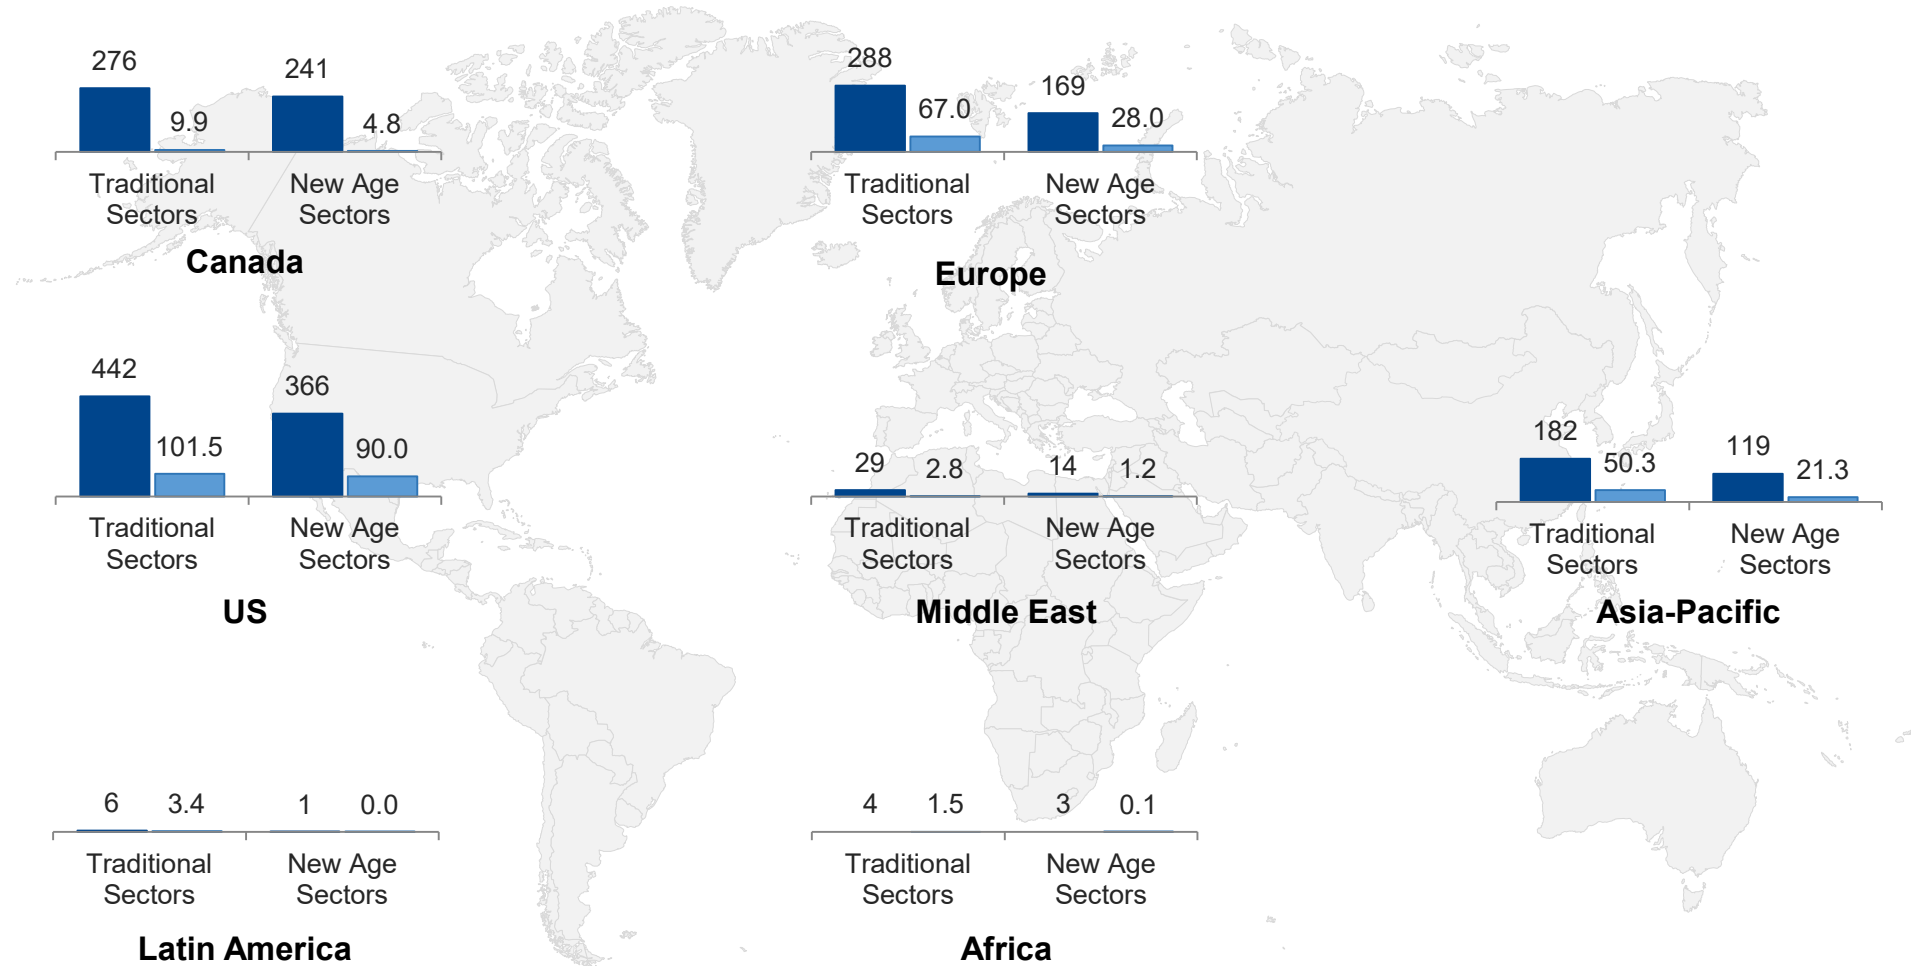 276
9.9
241
4.8
Traditional
Sectors
New Age
Sectors
Canada
288
67.0
169
28.0
Traditional
Sectors
New Age
Sectors
Europe
442
101.5
366
90.0
Traditional
Sectors
New Age
Sectors
US
29
2.8
14
1.2
Traditional
Sectors
New Age
Sectors
Middle East
182
50.3
119
21.3
Traditional
Sectors
New Age
Sectors
Asia-Pacific
6
3.4
1
0.0
Traditional
Sectors
New Age
Sectors
Latin America
4
1.5
3
0.1
Traditional
Sectors
New Age
Sectors
Africa